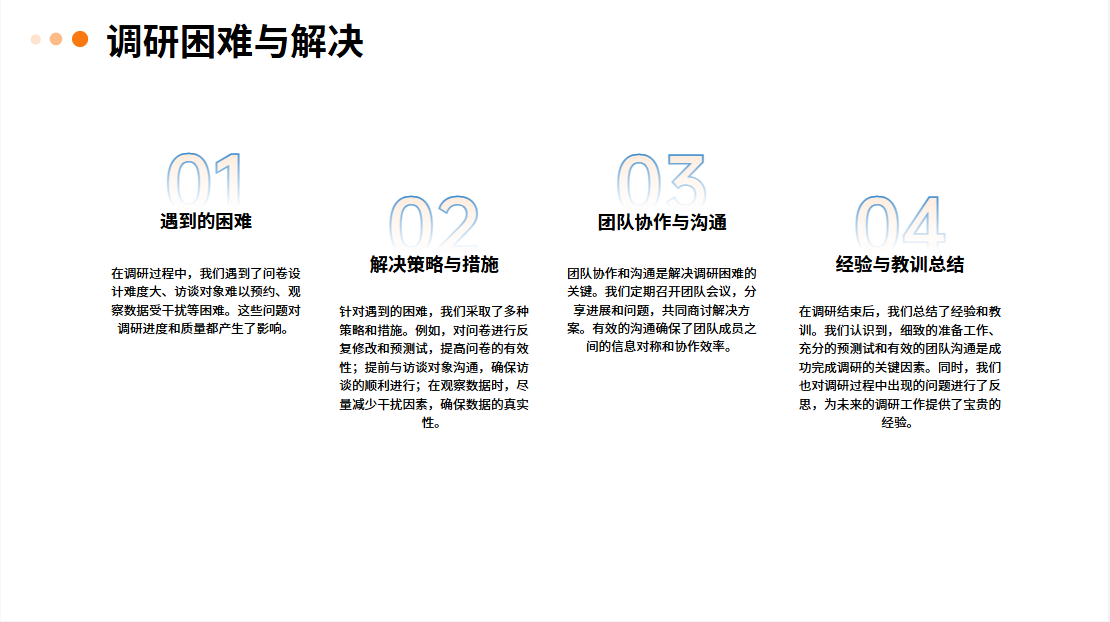 调研困难与解决
01
遇到的困难
在调研过程中，我们遇到了问卷设
计难度大、访谈对象难以预约、观
察数据受干扰等困难。这些问题对
调研进度和质量都产生了影响。
02
解决策略与措施
针对遇到的困难，我们采取了多种
策略和措施。例如，对问卷进行反
复修改和预测试，提高问卷的有效
性；提前与访谈对象沟通，确保访
谈的顺利进行；在观察数据时，尽
量减少干扰因素，确保数据的真实
性。
03
团队协作与沟通
团队协作和沟通是解决调研困难的
关键。我们定期召开团队会议，分
享进展和问题，共同商讨解决方
案。有效的沟通确保了团队成员之
间的信息对称和协作效率。
04
经验与教训总结
在调研结束后，我们总结了经验和教
训。我们认识到，细致的准备工作、
充分的预测试和有效的团队沟通是成
功完成调研的关键因素。同时，我们
也对调研过程中出现的问题进行了反
思，为未来的调研工作提供了宝贵的
经验。